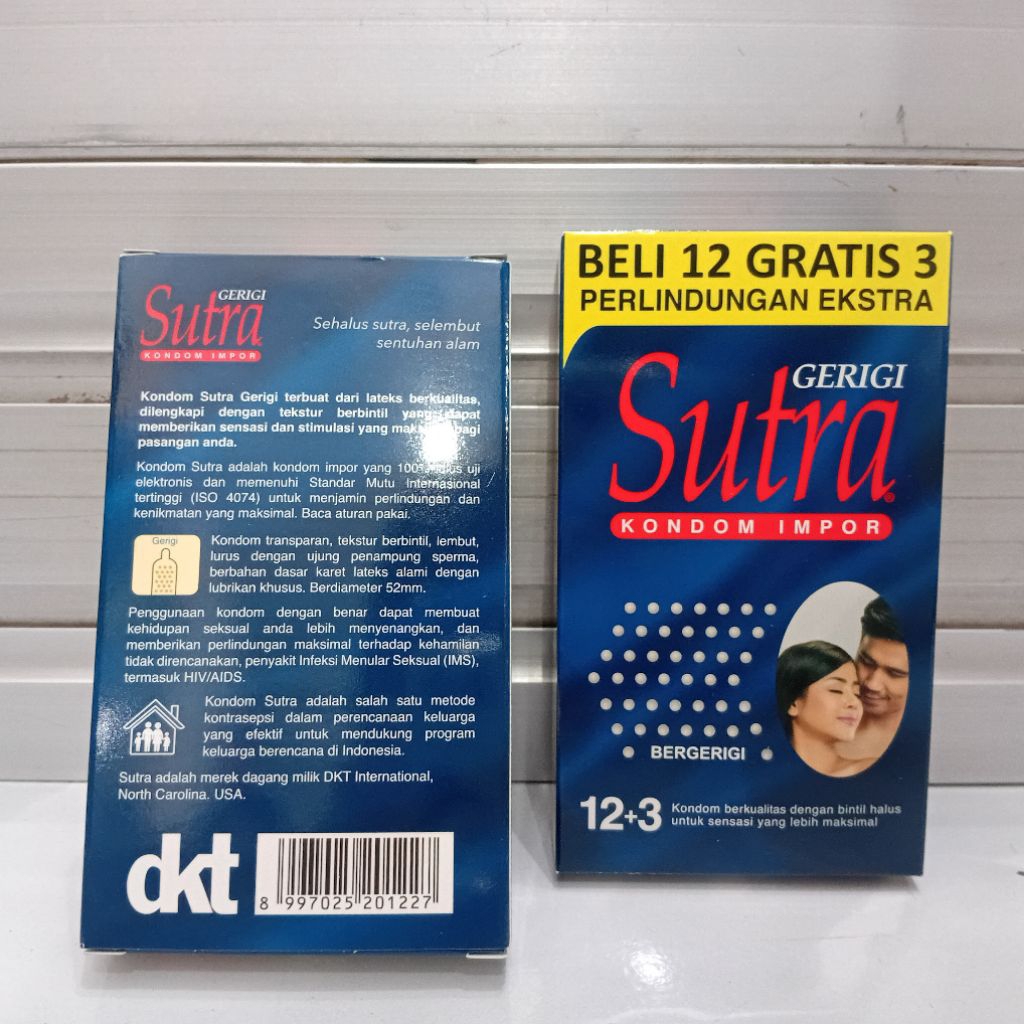 GERIGI
Sutra
KONDOM IMPOR
Sehalus sutra, selembut
sentuhan alam
Kondom Sutra Gerigi terbuat dari lateks berkualitas,
dilengkapi dengan tekstur berbintil yang dapat
memberikan sensasi dan stimulasi yang bagi
pasangan anda.
Kondom Sutra adalah kondom impor yang 100% lulus uji
elektronis dan memenuhi Standar Mutu Internasional
tertinggi (ISO 4074) untuk menjamin perlindungan dan
kenikmatan yang maksimal. Baca aturan pakai.
Gerigi
Kondom transparan, tekstur berbintil, lembut,
lurus dengan ujung penampung sperma,
berbahan dasar karet lateks alami dengan
lubrikan khusus. Berdiameter 52mm.
Penggunaan kondom dengan benar dapat membuat
kehidupan seksual anda lebih menyenangkan, dan
memberikan perlindungan maksimal terhadap kehamilan
tidak direncanakan, penyakit Infeksi Menular Seksual (IMS),
termasuk HIV/AIDS.
Kondom Sutra adalah salah satu metode
kontrasepsi dalam perencanaan keluarga
yang efektif untuk mendukung program
keluarga berencana di Indonesia.
Sutra adalah merek dagang milik DKT International,
North Carolina. USA.
dkt
8 997025 201227
BELI 12 GRATIS 3
PERLINDUNGAN EKSTRA
GERIGI
Sutra®
KONDOM IMPOR
BERGERIGI
12+3
Kondom berkualitas dengan bintil halus
untuk sensasi yang lebih maksimal